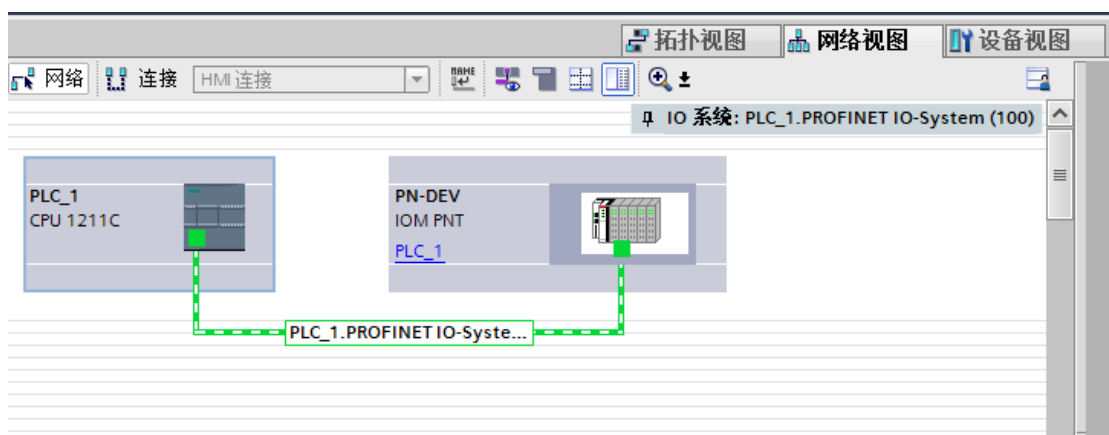 拓扑视图 网络视图 设备视图
网络 连接 HMI 连接
IO 系统: PLC_1.PROFINET IO-System (100)
PLC_1
CPU 1211C
PN-DEV
IOM PNT
PLC_1
PLC_1.PROFINET IO-Syste...